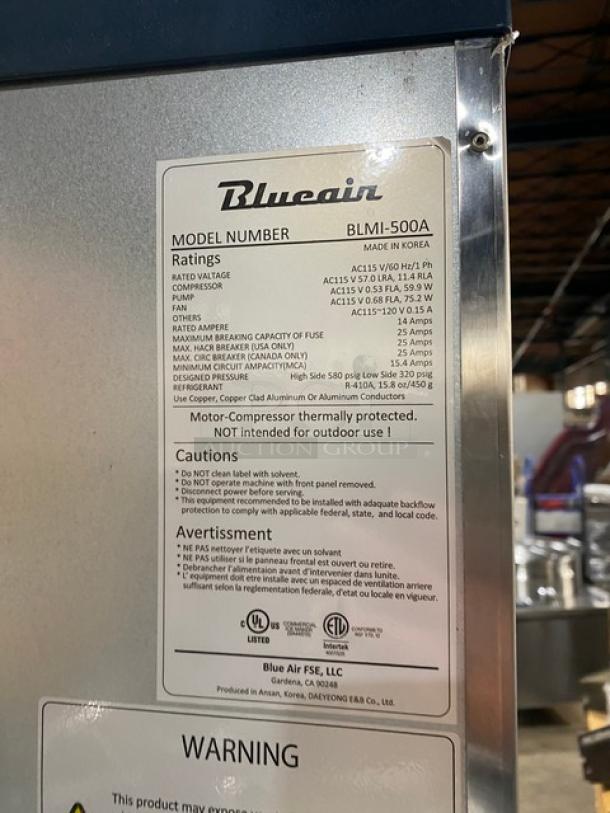 Blueair
MODEL NUMBER BLMI-500A
MADE IN KOREA
Ratings
RATED VALTAGE AC115 V/60 Hz/1 Ph
COMPRESSOR AC115 V 57.0 LRA, 11.4 RLA
PUMP AC115 V 0.53 FLA, 59.9 W
FAN AC115 V 0.68 FLA, 75.2 W
OTHERS AC115~120 V 0.15 A
RATED AMPERE 14 Amps
MAXIMUM BREAKING CAPACITY OF FUSE 25 Amps
MAX. HACR BREAKER (USA ONLY) 25 Amps
MAX. CIRC BREAKER (CANADA ONLY) 25 Amps
MINIMUM CIRCUIT AMPACITY(MCA) 15.4 Amps
DESIGNED PRESSURE High Side 580 psig Low Side 320 psig
REFRIGERANT R-410A, 15.8 oz/450 g
Use Copper, Copper Clad Aluminum Or Aluminum Conductors
Motor-Compressor thermally protected.
NOT intended for outdoor use !
AUCTION GROUP
Cautions
* Do NOT clean label with solvent.
* Do NOT operate machine with front panel removed.
* Disconnect power before serving.
* This equipment recommended to be installed with adaquate backflow
protection to comply with applicable federal, state, and local code.
Avertissment
* NE PAS nettoyer l'etiquete avec un solvant
* NE PAS utiliser si le panneau frontal est ouvert ou retire.
* Debrancher l'alimentaion avant d'intervenier dans lunite.
* L' equipment doit etre installe avec un espaced de ventilation arriere
suffisant selon la reglementation federale, d'etat ou locale en vigueur.
C UL US COMMERCIAL
ICE MAKER
LISTED
ETL CONFORMS TO
Intertek
Blue Air FSE, LLC
Gardena, CA 90248
Produced in Ansan, Korea, DAEYEONG E&B Co., Ltd.
WARNING
This product may expose